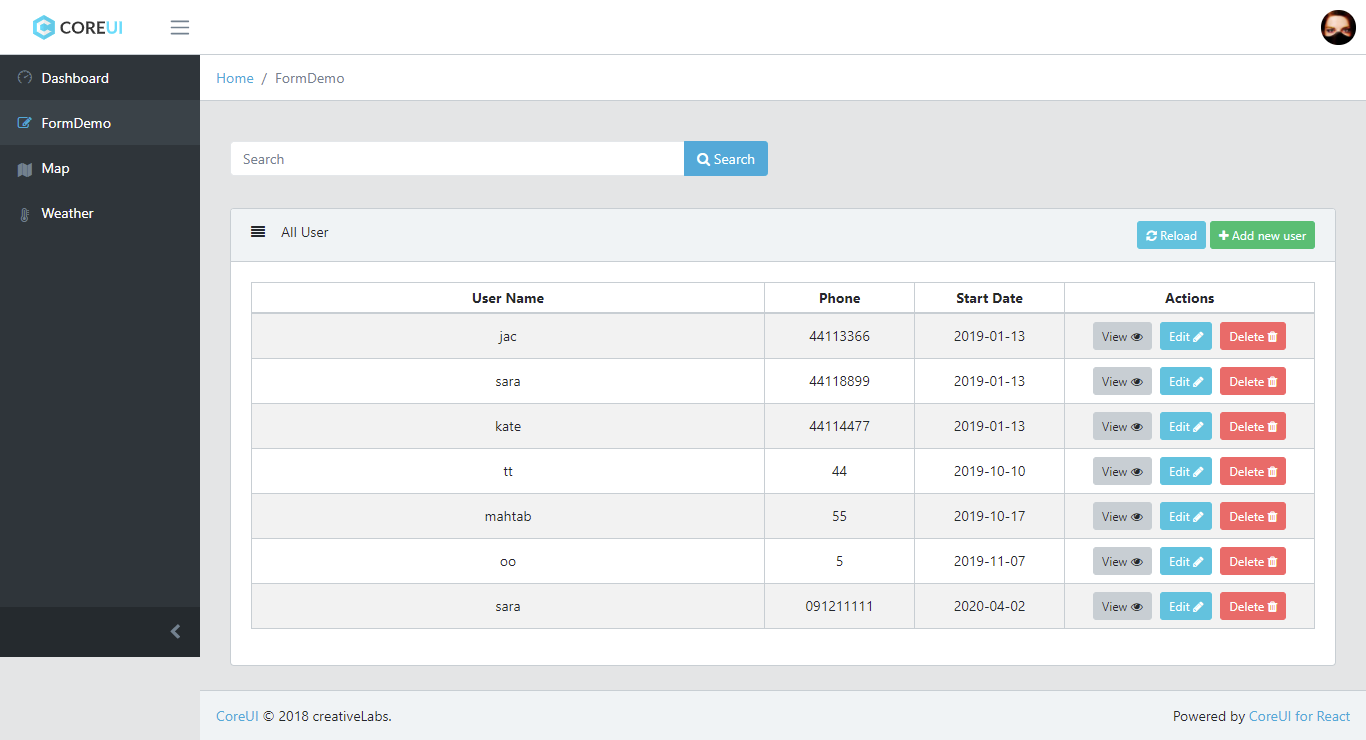 COREUI
Dashboard
FormDemo
Map
Weather
Home / FormDemo
Search Search
All User Reload Add new user
User Name Phone Start Date Actions
jac 44113366 2019-01-13 View Edit Delete
sara 44118899 2019-01-13 View Edit Delete
kate 44114477 2019-01-13 View Edit Delete
tt 44 2019-10-10 View Edit Delete
mahtab 55 2019-10-17 View Edit Delete
oo 5 2019-11-07 View Edit Delete
sara 091211111 2020-04-02 View Edit Delete
CoreUI © 2018 creativeLabs. Powered by CoreUI for React